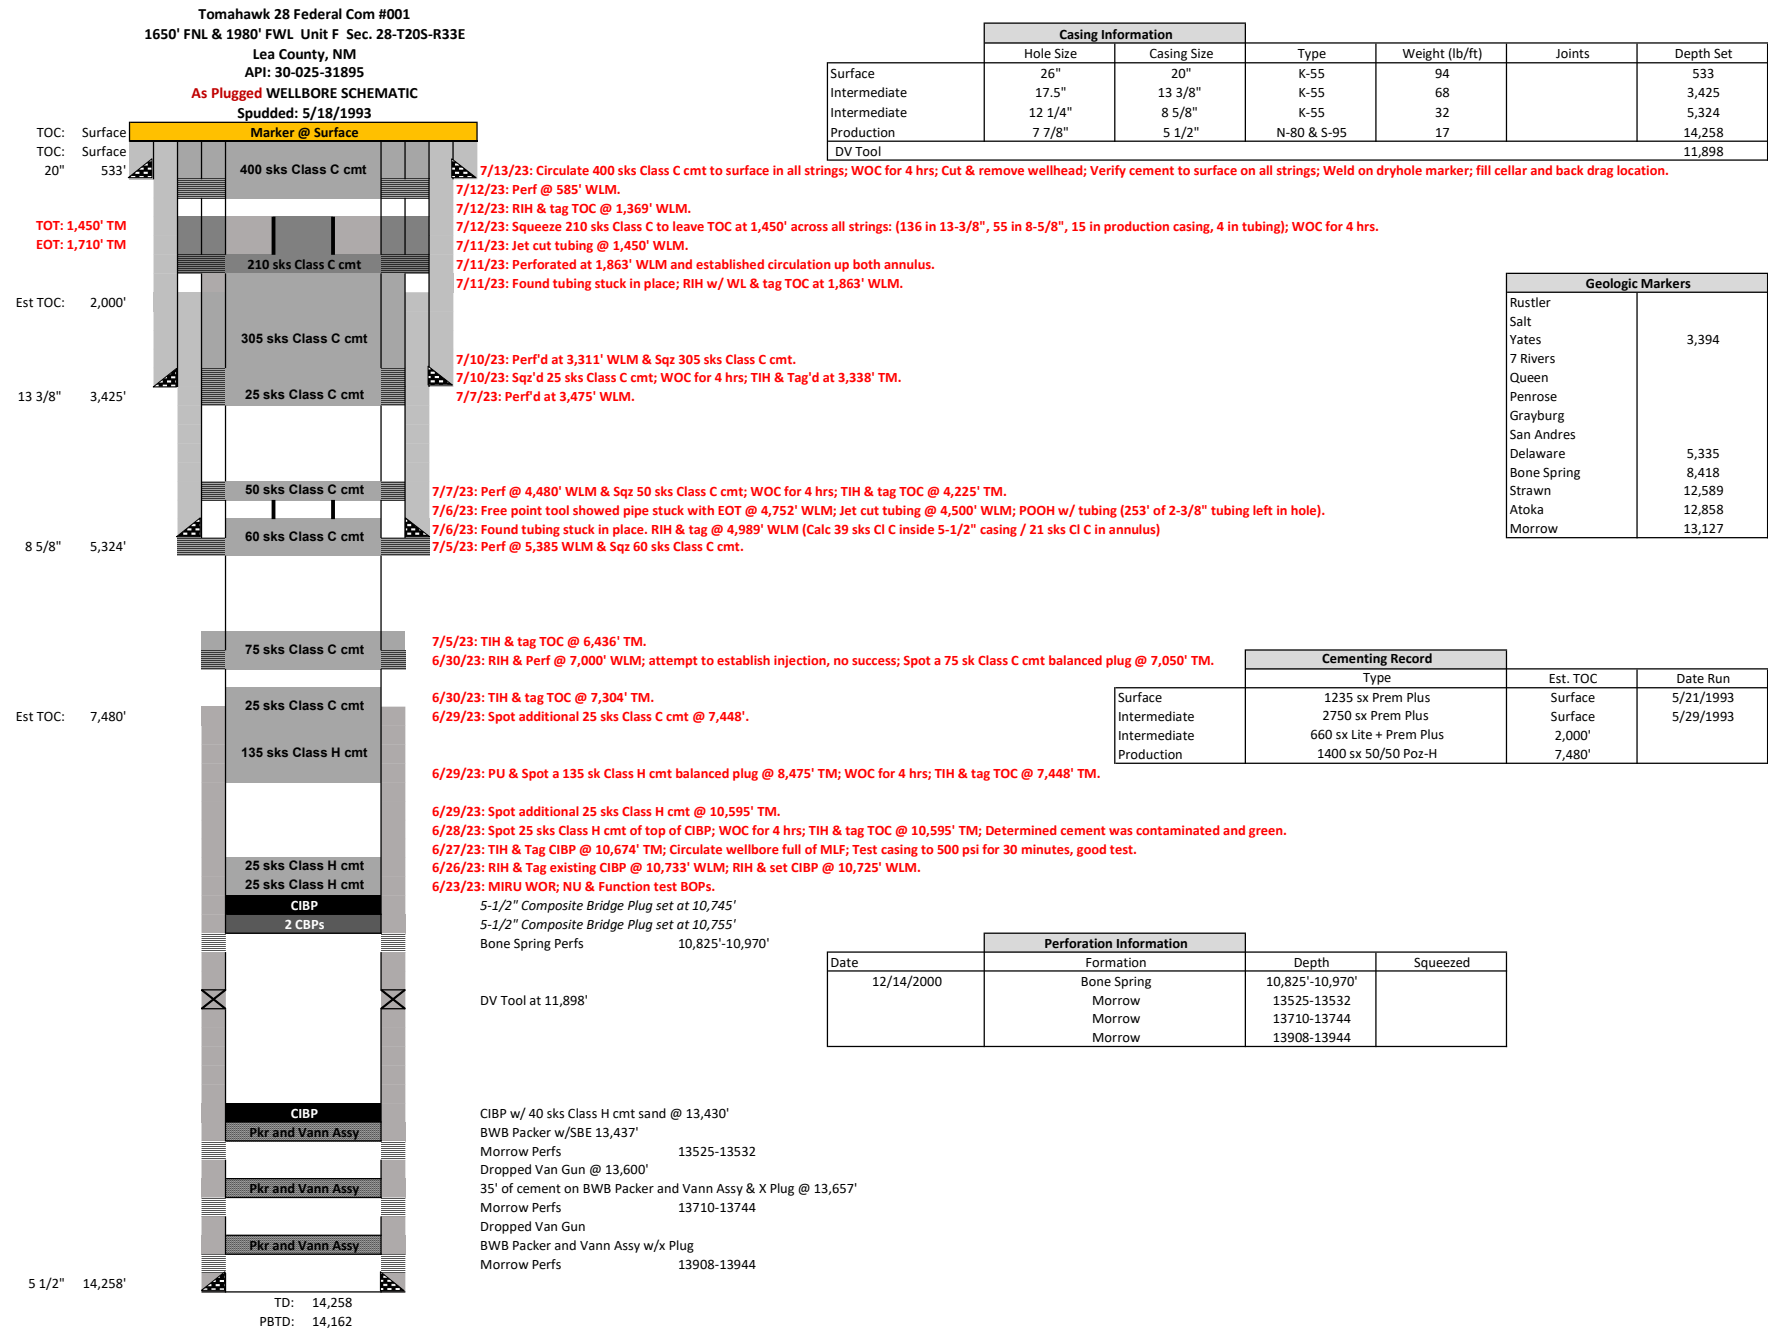 Tomahawk 28 Federal Com #001
1650' FNL & 1980' FWL  Unit F  Sec. 28-T20S-R33E
Lea County, NM
API: 30-025-31895
As Plugged WELLBORE SCHEMATIC
Spudded: 5/18/1993
Casing Information
Hole Size Casing Size Type Weight (lb/ft) Joints Depth Set
Surface 26" 20" K-55 94 533
Intermediate 17.5" 13 3/8" K-55 68 3,425
Intermediate 12 1/4" 8 5/8" K-55 32 5,324
Production 7 7/8" 5 1/2" N-80 & S-95 17 14,258
DV Tool 11,898
TOC: Surface Marker @ Surface
TOC: Surface
20" 533' 400 sks Class C cmt 7/13/23: Circulate 400 sks Class C cmt to surface in all strings; WOC for 4 hrs; Cut & remove wellhead; Verify cement to surface on all strings; Weld on dryhole marker; fill cellar and back drag location.
7/12/23: Perf @ 585' WLM.
7/12/23: RIH & tag TOC @ 1,369' WLM.
TOT: 1,450' TM 7/12/23: Squeeze 210 sks Class C to leave TOC at 1,450' across all strings: (136 in 13-3/8", 55 in 8-5/8", 15 in production casing, 4 in tubing); WOC for 4 hrs.
EOT: 1,710' TM 7/11/23: Jet cut tubing @ 1,450' WLM.
210 sks Class C cmt 7/11/23: Perforated at 1,863' WLM and established circulation up both annulus.
7/11/23: Found tubing stuck in place; RIH w/ WL & tag TOC at 1,863' WLM.
Est TOC: 2,000'
305 sks Class C cmt
7/10/23: Perf'd at 3,311' WLM & Sqz 305 sks Class C cmt.
7/10/23: Sqz'd 25 sks Class C cmt; WOC for 4 hrs; TIH & Tag'd at 3,338' TM.
13 3/8" 3,425' 25 sks Class C cmt 7/7/23: Perf'd at 3,475' WLM.
Geologic Markers
Rustler
Salt
Yates 3,394
7 Rivers
Queen
Penrose
Grayburg
San Andres
Delaware 5,335
Bone Spring 8,418
Strawn 12,589
Atoka 12,858
Morrow 13,127
50 sks Class C cmt 7/7/23: Perf @ 4,480' WLM & Sqz 50 sks Class C cmt; WOC for 4 hrs; TIH & tag TOC @ 4,225' TM.
7/6/23: Free point tool showed pipe stuck with EOT @ 4,752' WLM; Jet cut tubing @ 4,500' WLM; POOH w/ tubing (253' of 2-3/8" tubing left in hole).
60 sks Class C cmt 7/6/23: Found tubing stuck in place. RIH & tag @ 4,989' WLM (Calc 39 sks Cl C inside 5-1/2" casing / 21 sks Cl C in annulus)
8 5/8" 5,324' 7/5/23: Perf @ 5,385 WLM & Sqz 60 sks Class C cmt.
75 sks Class C cmt 7/5/23: TIH & tag TOC @ 6,436' TM.
6/30/23: RIH & Perf @ 7,000' WLM; attempt to establish injection, no success; Spot a 75 sk Class C cmt balanced plug @ 7,050' TM.
Cementing Record
Type Est. TOC Date Run
Surface 1235 sx Prem Plus Surface 5/21/1993
Intermediate 2750 sx Prem Plus Surface 5/29/1993
Intermediate 660 sx Lite + Prem Plus 2,000'
Production 1400 sx 50/50 Poz-H 7,480'
25 sks Class C cmt 6/30/23: TIH & tag TOC @ 7,304' TM.
Est TOC: 7,480' 6/29/23: Spot additional 25 sks Class C cmt @ 7,448'.
135 sks Class H cmt
6/29/23: PU & Spot a 135 sk Class H cmt balanced plug @ 8,475' TM; WOC for 4 hrs; TIH & tag TOC @ 7,448' TM.
6/29/23: Spot additional 25 sks Class H cmt @ 10,595' TM.
6/28/23: Spot 25 sks Class H cmt of top of CIBP; WOC for 4 hrs; TIH & tag TOC @ 10,595' TM; Determined cement was contaminated and green.
6/27/23: TIH & Tag CIBP @ 10,674' TM; Circulate wellbore full of MLF; Test casing to 500 psi for 30 minutes, good test.
25 sks Class H cmt 6/26/23: RIH & Tag existing CIBP @ 10,733' WLM; RIH & set CIBP @ 10,725' WLM.
25 sks Class H cmt 6/23/23: MIRU WOR; NU & Function test BOPs.
CIBP 5-1/2" Composite Bridge Plug set at 10,745'
2 CBPs 5-1/2" Composite Bridge Plug set at 10,755'
Bone Spring Perfs 10,825'-10,970'
Perforation Information
Date Formation Depth Squeezed
12/14/2000 Bone Spring 10,825'-10,970'
Morrow 13525-13532
Morrow 13710-13744
Morrow 13908-13944
DV Tool at 11,898'
CIBP CIBP w/ 40 sks Class H cmt sand @ 13,430'
Pkr and Vann Assy BWB Packer w/SBE 13,437'
Morrow Perfs 13525-13532
Dropped Van Gun @ 13,600'
Pkr and Vann Assy 35' of cement on BWB Packer and Vann Assy & X Plug @ 13,657'
Morrow Perfs 13710-13744
Dropped Van Gun
Pkr and Vann Assy BWB Packer and Vann Assy w/x Plug
Morrow Perfs 13908-13944
5 1/2" 14,258'
TD: 14,258
PBTD: 14,162